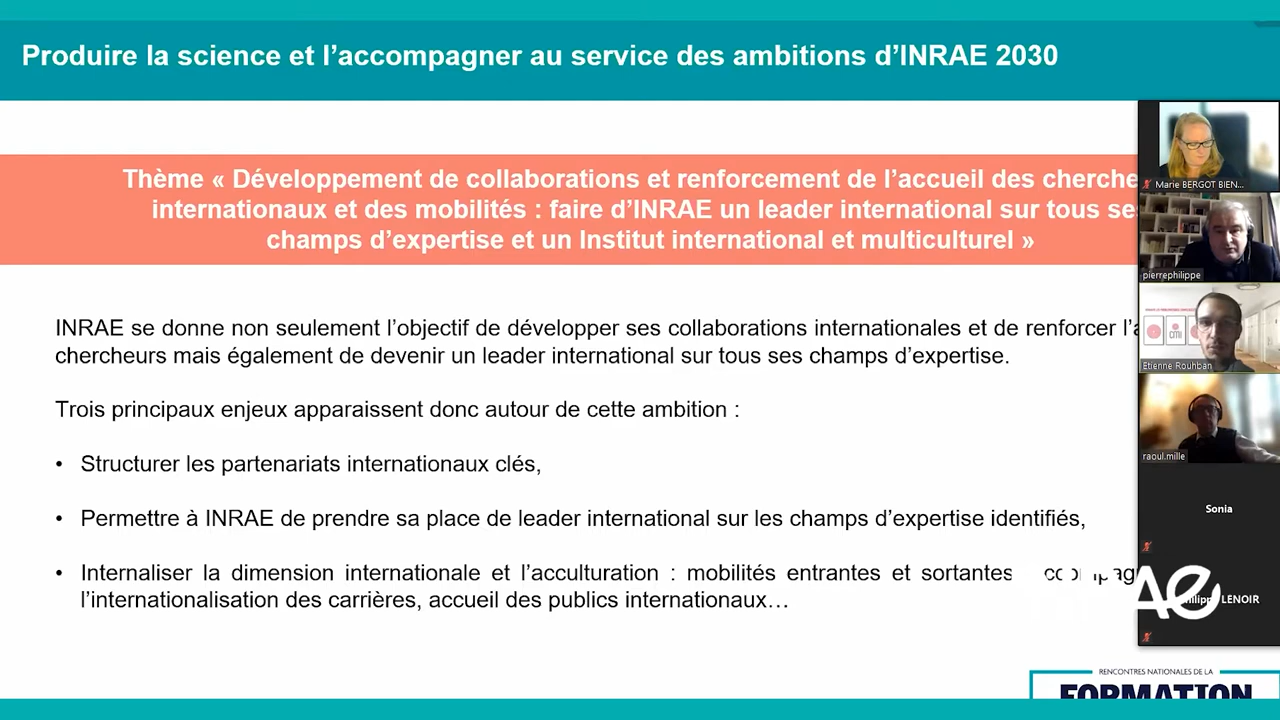 Produire la science et l’accompagner au service des ambitions d’INRAE 2030
Thème « Développement de collaborations et renforcement de l’accueil des
internationaux et des mobilités : faire d’INRAE un leader international sur tous
champs d’expertise et un Institut international et multiculturel »
INRAE se donne non seulement l’objectif de développer ses collaborations internationales et de renforcer
chercheurs mais également de devenir un leader international sur tous ses champs d’expertise.
Trois principaux enjeux apparaissent donc autour de cette ambition :
• Structurer les partenariats internationaux clés,
• Permettre à INRAE de prendre sa place de leader international sur les champs d’expertise identifiés,
• Internaliser la dimension internationale et l’acculturation : mobilités entrantes et sortantes
l’internationalisation des carrières, accueil des publics internationaux…
Marie BERGOT BIEN...
pierrephilippe
Etienne Rouhban
raoul.mille
Sonia
LENOIR
RENCONTRES NATIONALES DE LA
FORMATION